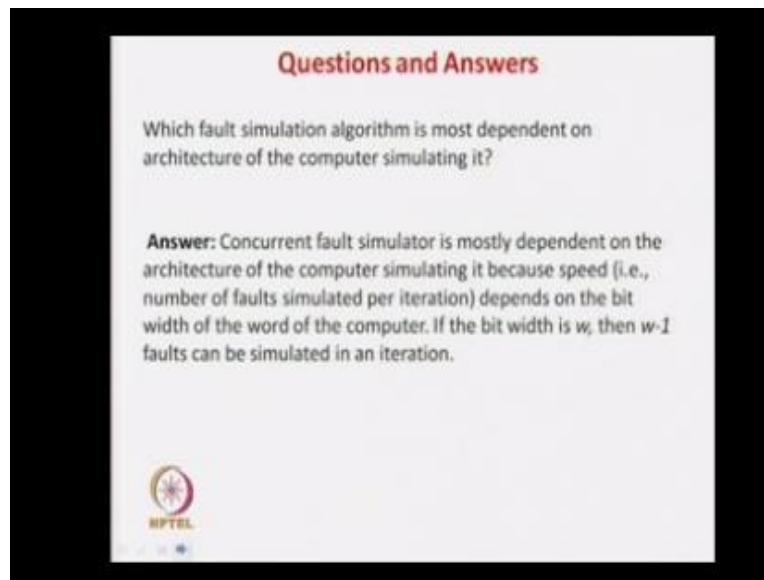 Questions and Answers
Which fault simulation algorithm is most dependent on
architecture of the computer simulating it?
Answer: Concurrent fault simulator is mostly dependent on the
architecture of the computer simulating it because speed (i.e.,
number of faults simulated per iteration) depends on the bit
width of the word of the computer. If the bit width is w, then w-1
faults can be simulated in an iteration.
NPTEL